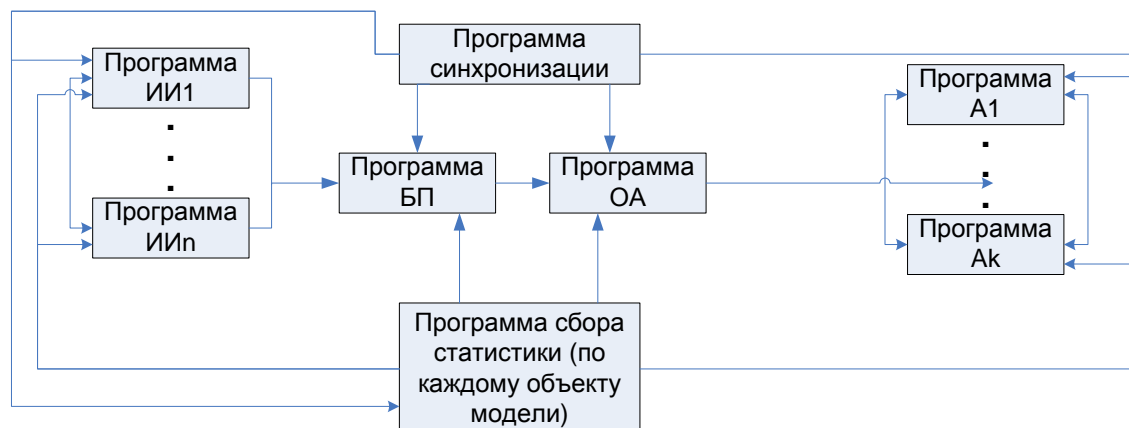 Программа
синхронизации
Программа
ИИ1
Программа
ИИn
Программа
БП
Программа
ОА
Программа
А1
Программа
Аk
Программа сбора
статистики (по
каждому объекту
модели)